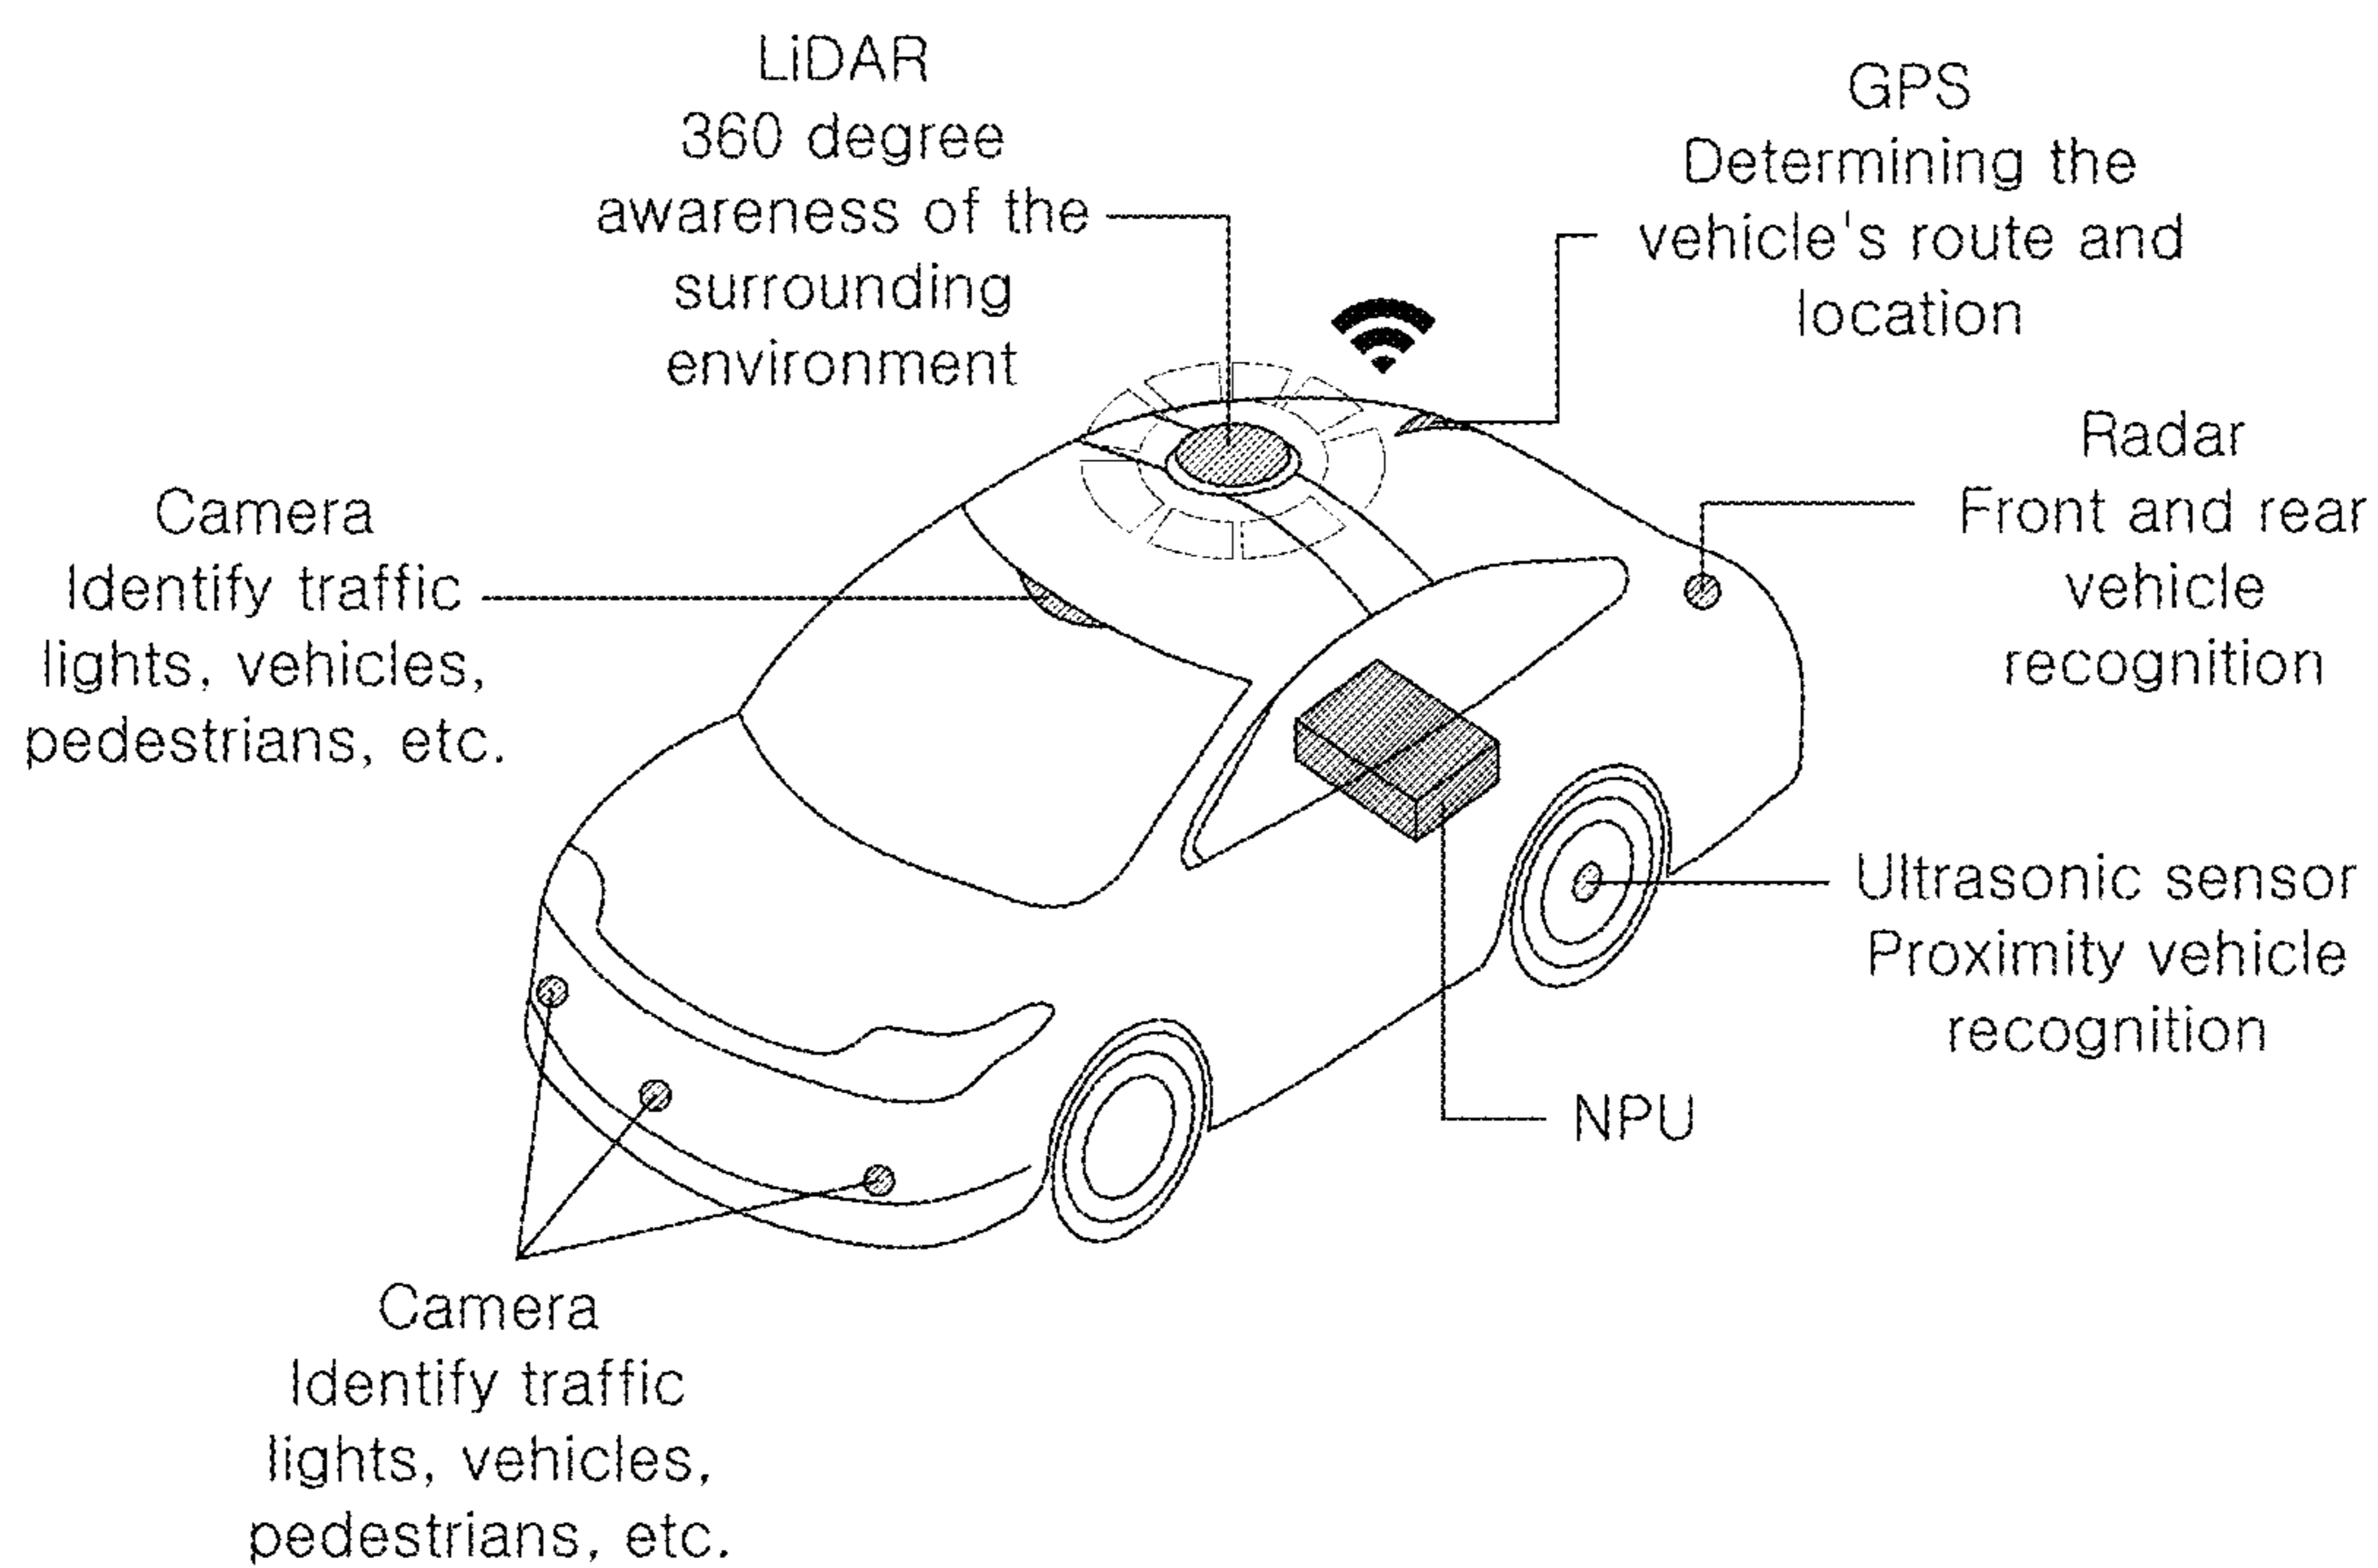 LiDAR
360 degree
awareness of the
surrounding
environment
GPS
Determining the
vehicle's route and
location
Radar
Front and rear
vehicle
recognition
Camera
Identify traffic
lights, vehicles,
pedestrians, etc.
Ultrasonic sensor
Proximity vehicle
recognition
NPU
Camera
Identify traffic
lights, vehicles,
pedestrians, etc.